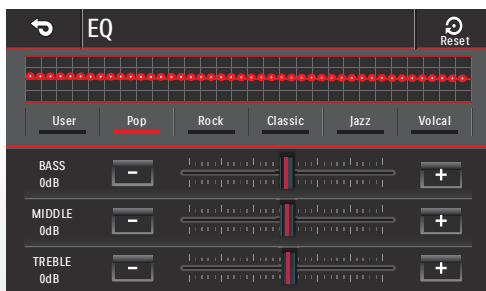 EQ
Reset
User Pop Rock Classic Jazz Volcal
BASS
0dB
- +
MIDDLE
0dB
- +
TREBLE
0dB
- +